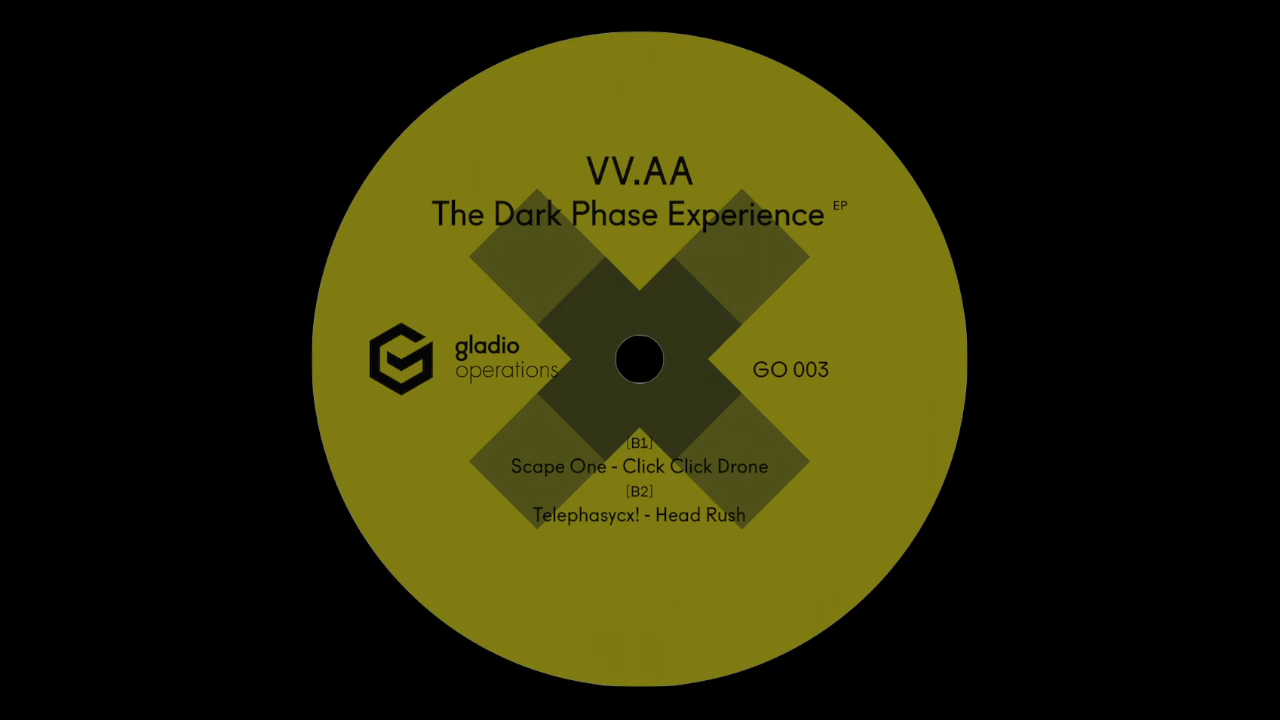 VV.AA
The Dark Phase Experience EP
gladio
operations
GO 003
[B1]
Scape One - Click Click Drone
[B2]
Telephasycx! - Head Rush